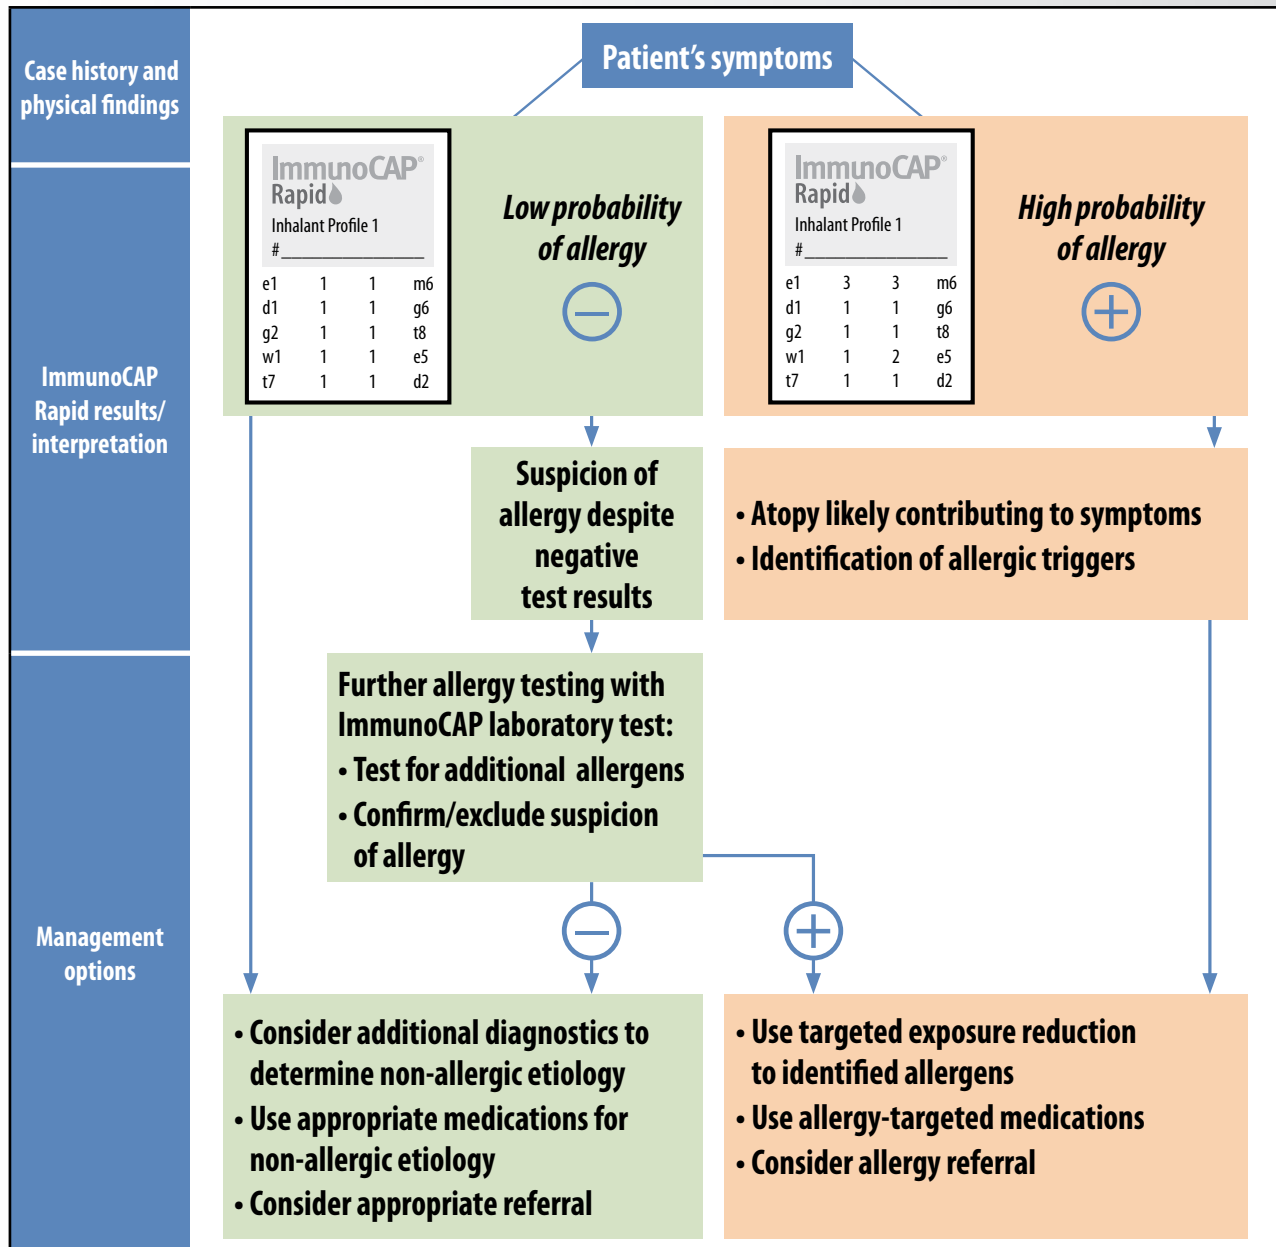 Case history and
physical findings
Patient's symptoms
ImmunoCAP®
Rapid
Inhalant Profile 1
#_______________
e1 1 1 m6
d1 1 1 g6
g2 1 1 t8
w1 1 1 e5
t7 1 1 d2
Low probability
of allergy
−
ImmunoCAP®
Rapid
Inhalant Profile 1
#_______________
e1 3 3 m6
d1 1 1 g6
g2 1 1 t8
w1 1 2 e5
t7 1 1 d2
High probability
of allergy
+
ImmunoCAP
Rapid results/
interpretation
Suspicion of
allergy despite
negative
test results
• Atopy likely contributing to symptoms
• Identification of allergic triggers
Further allergy testing with
ImmunoCAP laboratory test:
• Test for additional allergens
• Confirm/exclude suspicion
of allergy
−
+
Management
options
• Consider additional diagnostics to
determine non-allergic etiology
• Use appropriate medications for
non-allergic etiology
• Consider appropriate referral
• Use targeted exposure reduction
to identified allergens
• Use allergy-targeted medications
• Consider allergy referral